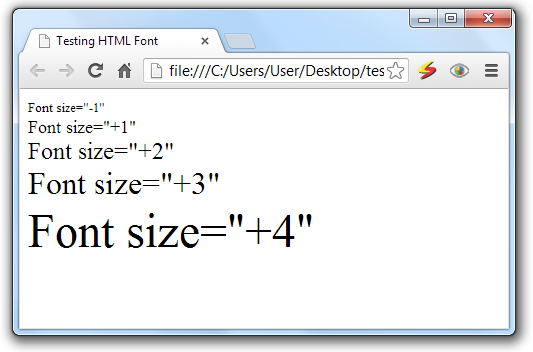 Testing HTML Font
file:///C:/Users/User/Desktop/tes
Font size="-1"
Font size="+1"
Font size="+2"
Font size="+3"
Font size="+4"